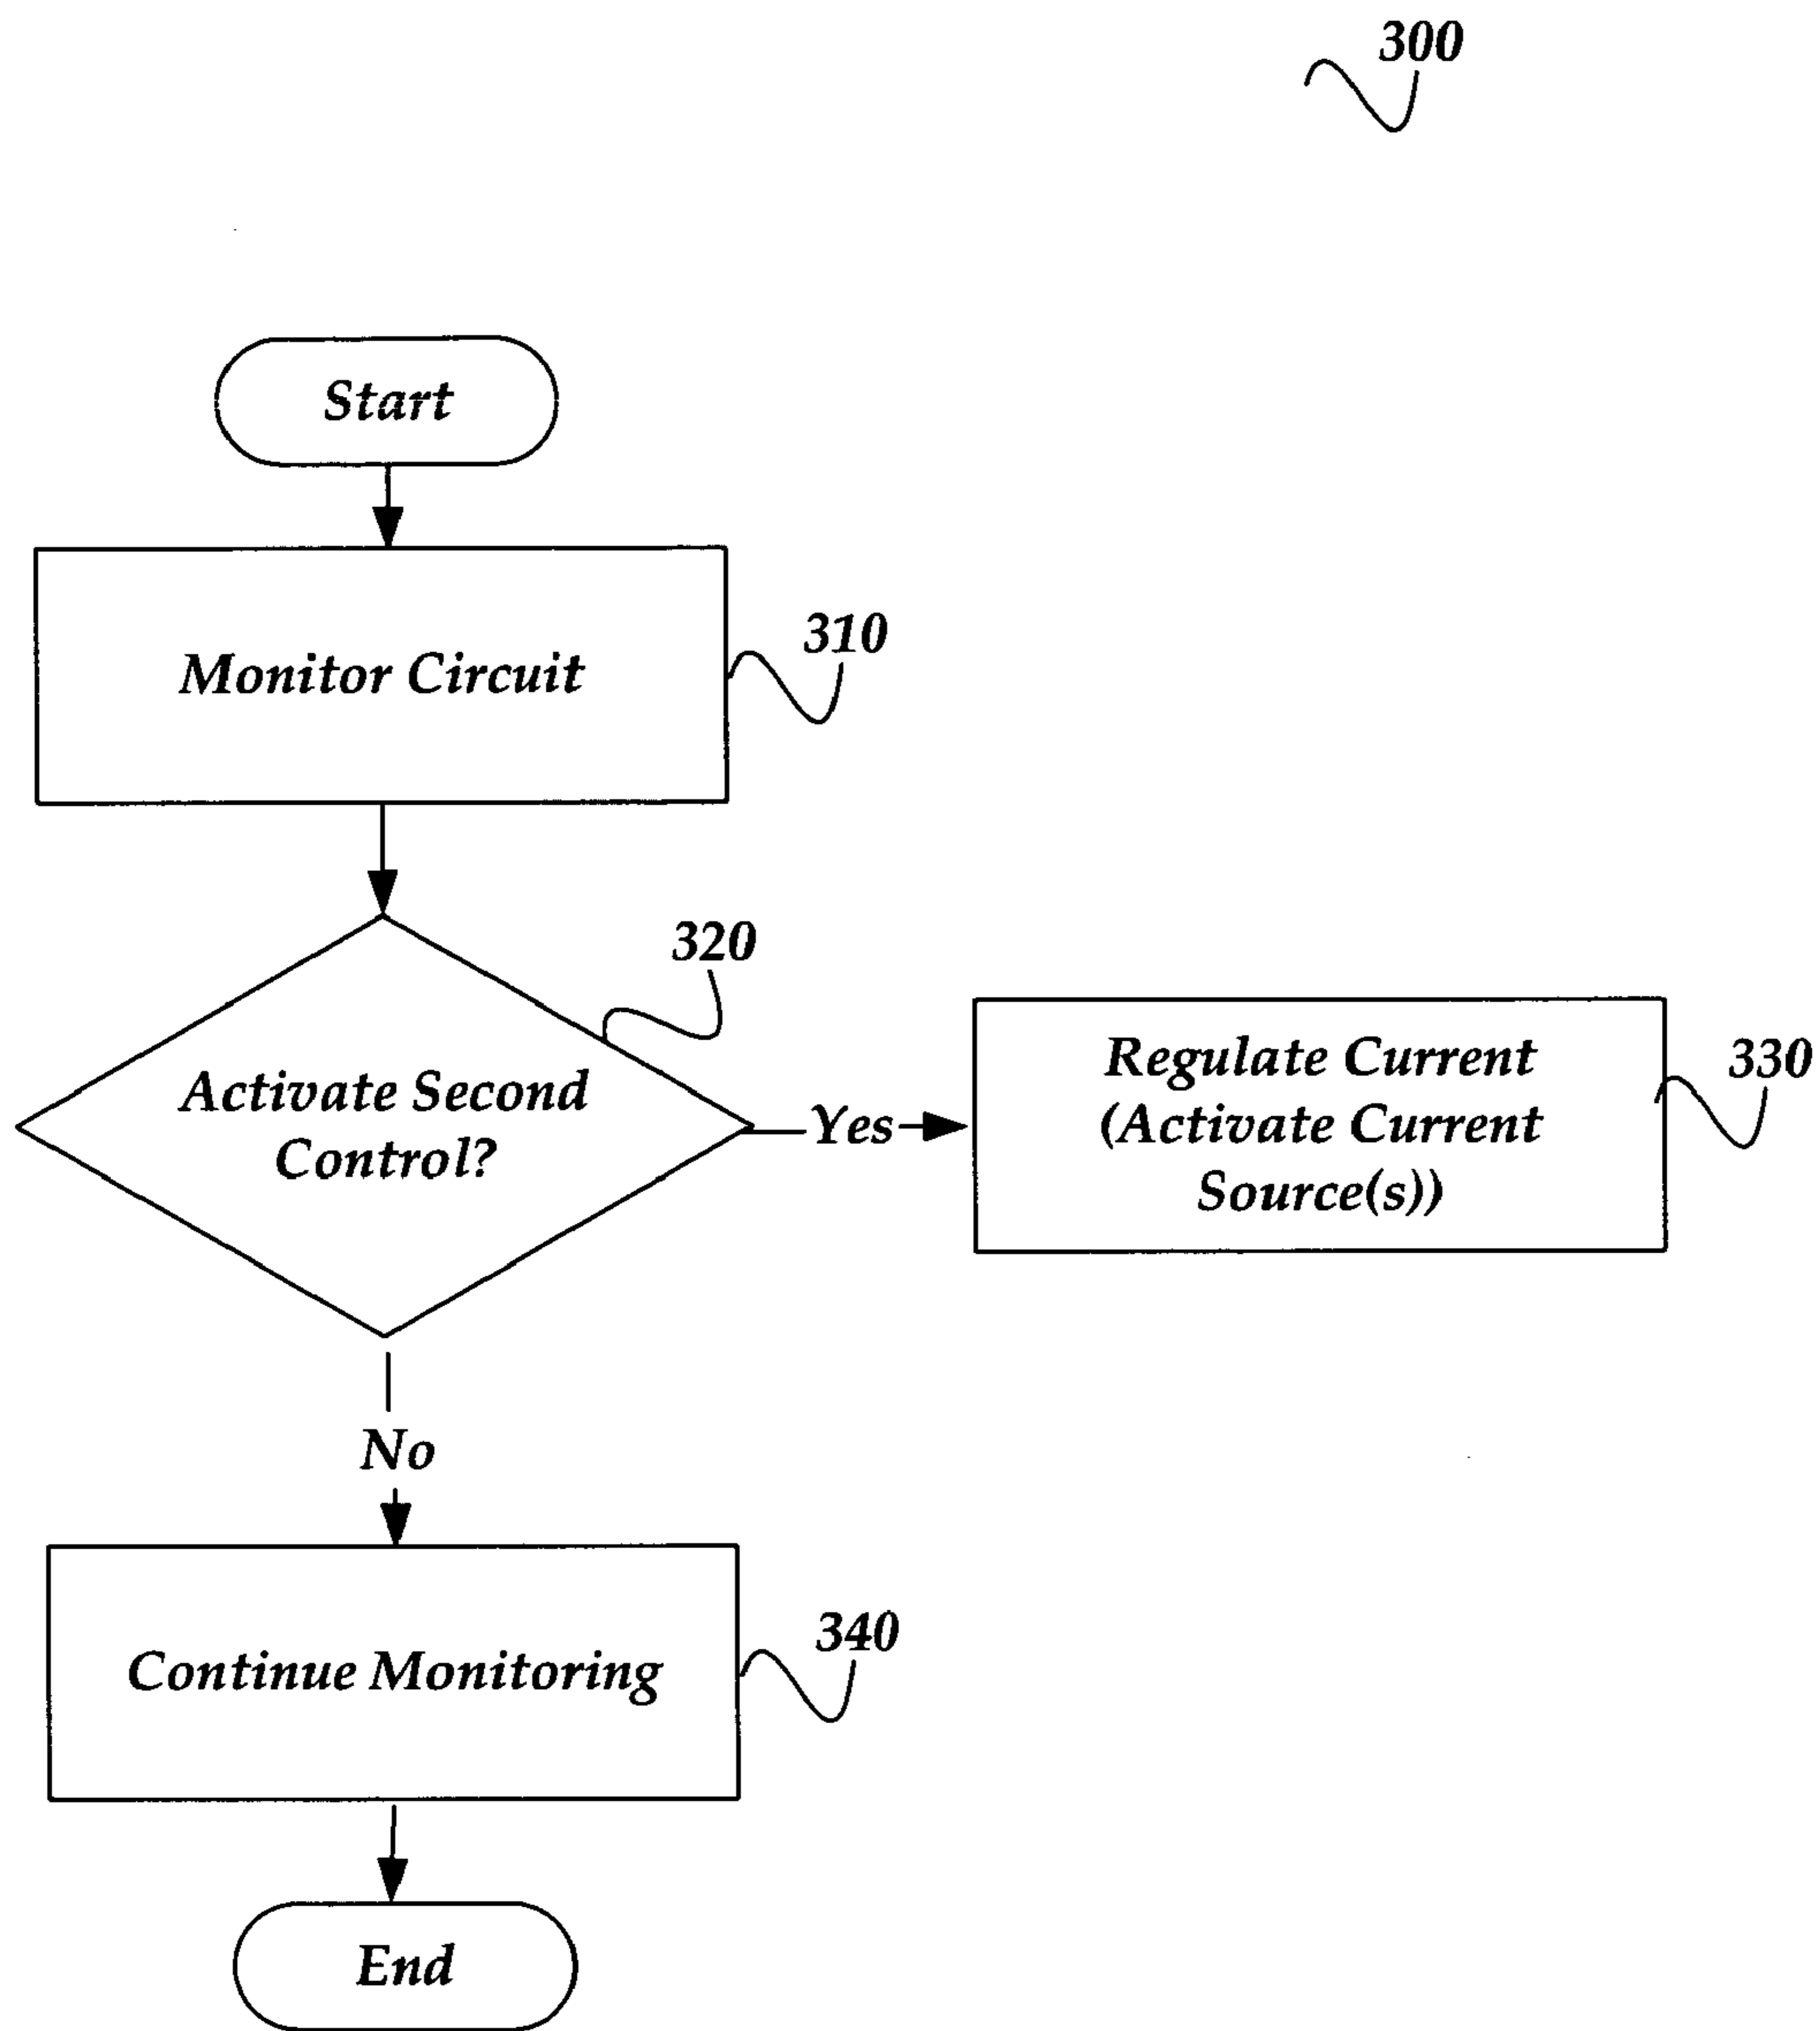 300
Start
Monitor Circuit
310
320
Activate Second
Control?
Yes
Regulate Current
(Activate Current
Source(s))
330
No
Continue Monitoring
340
End